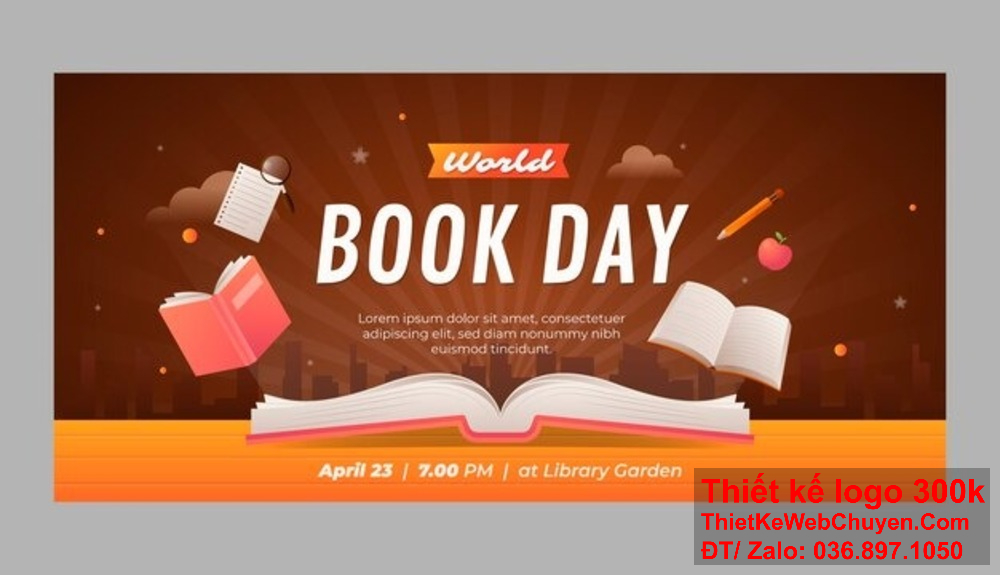 World
BOOK DAY
Lorem ipsum dolor sit amet, consectetuer
adipiscing elit, sed diam nonummy nibh
euismod tincidunt.
April 23 | 7.00 PM | at Library Garden
Thiết kế logo 300k
ThietKeWebChuyen.Com
ĐT/ Zalo: 036.897.1050